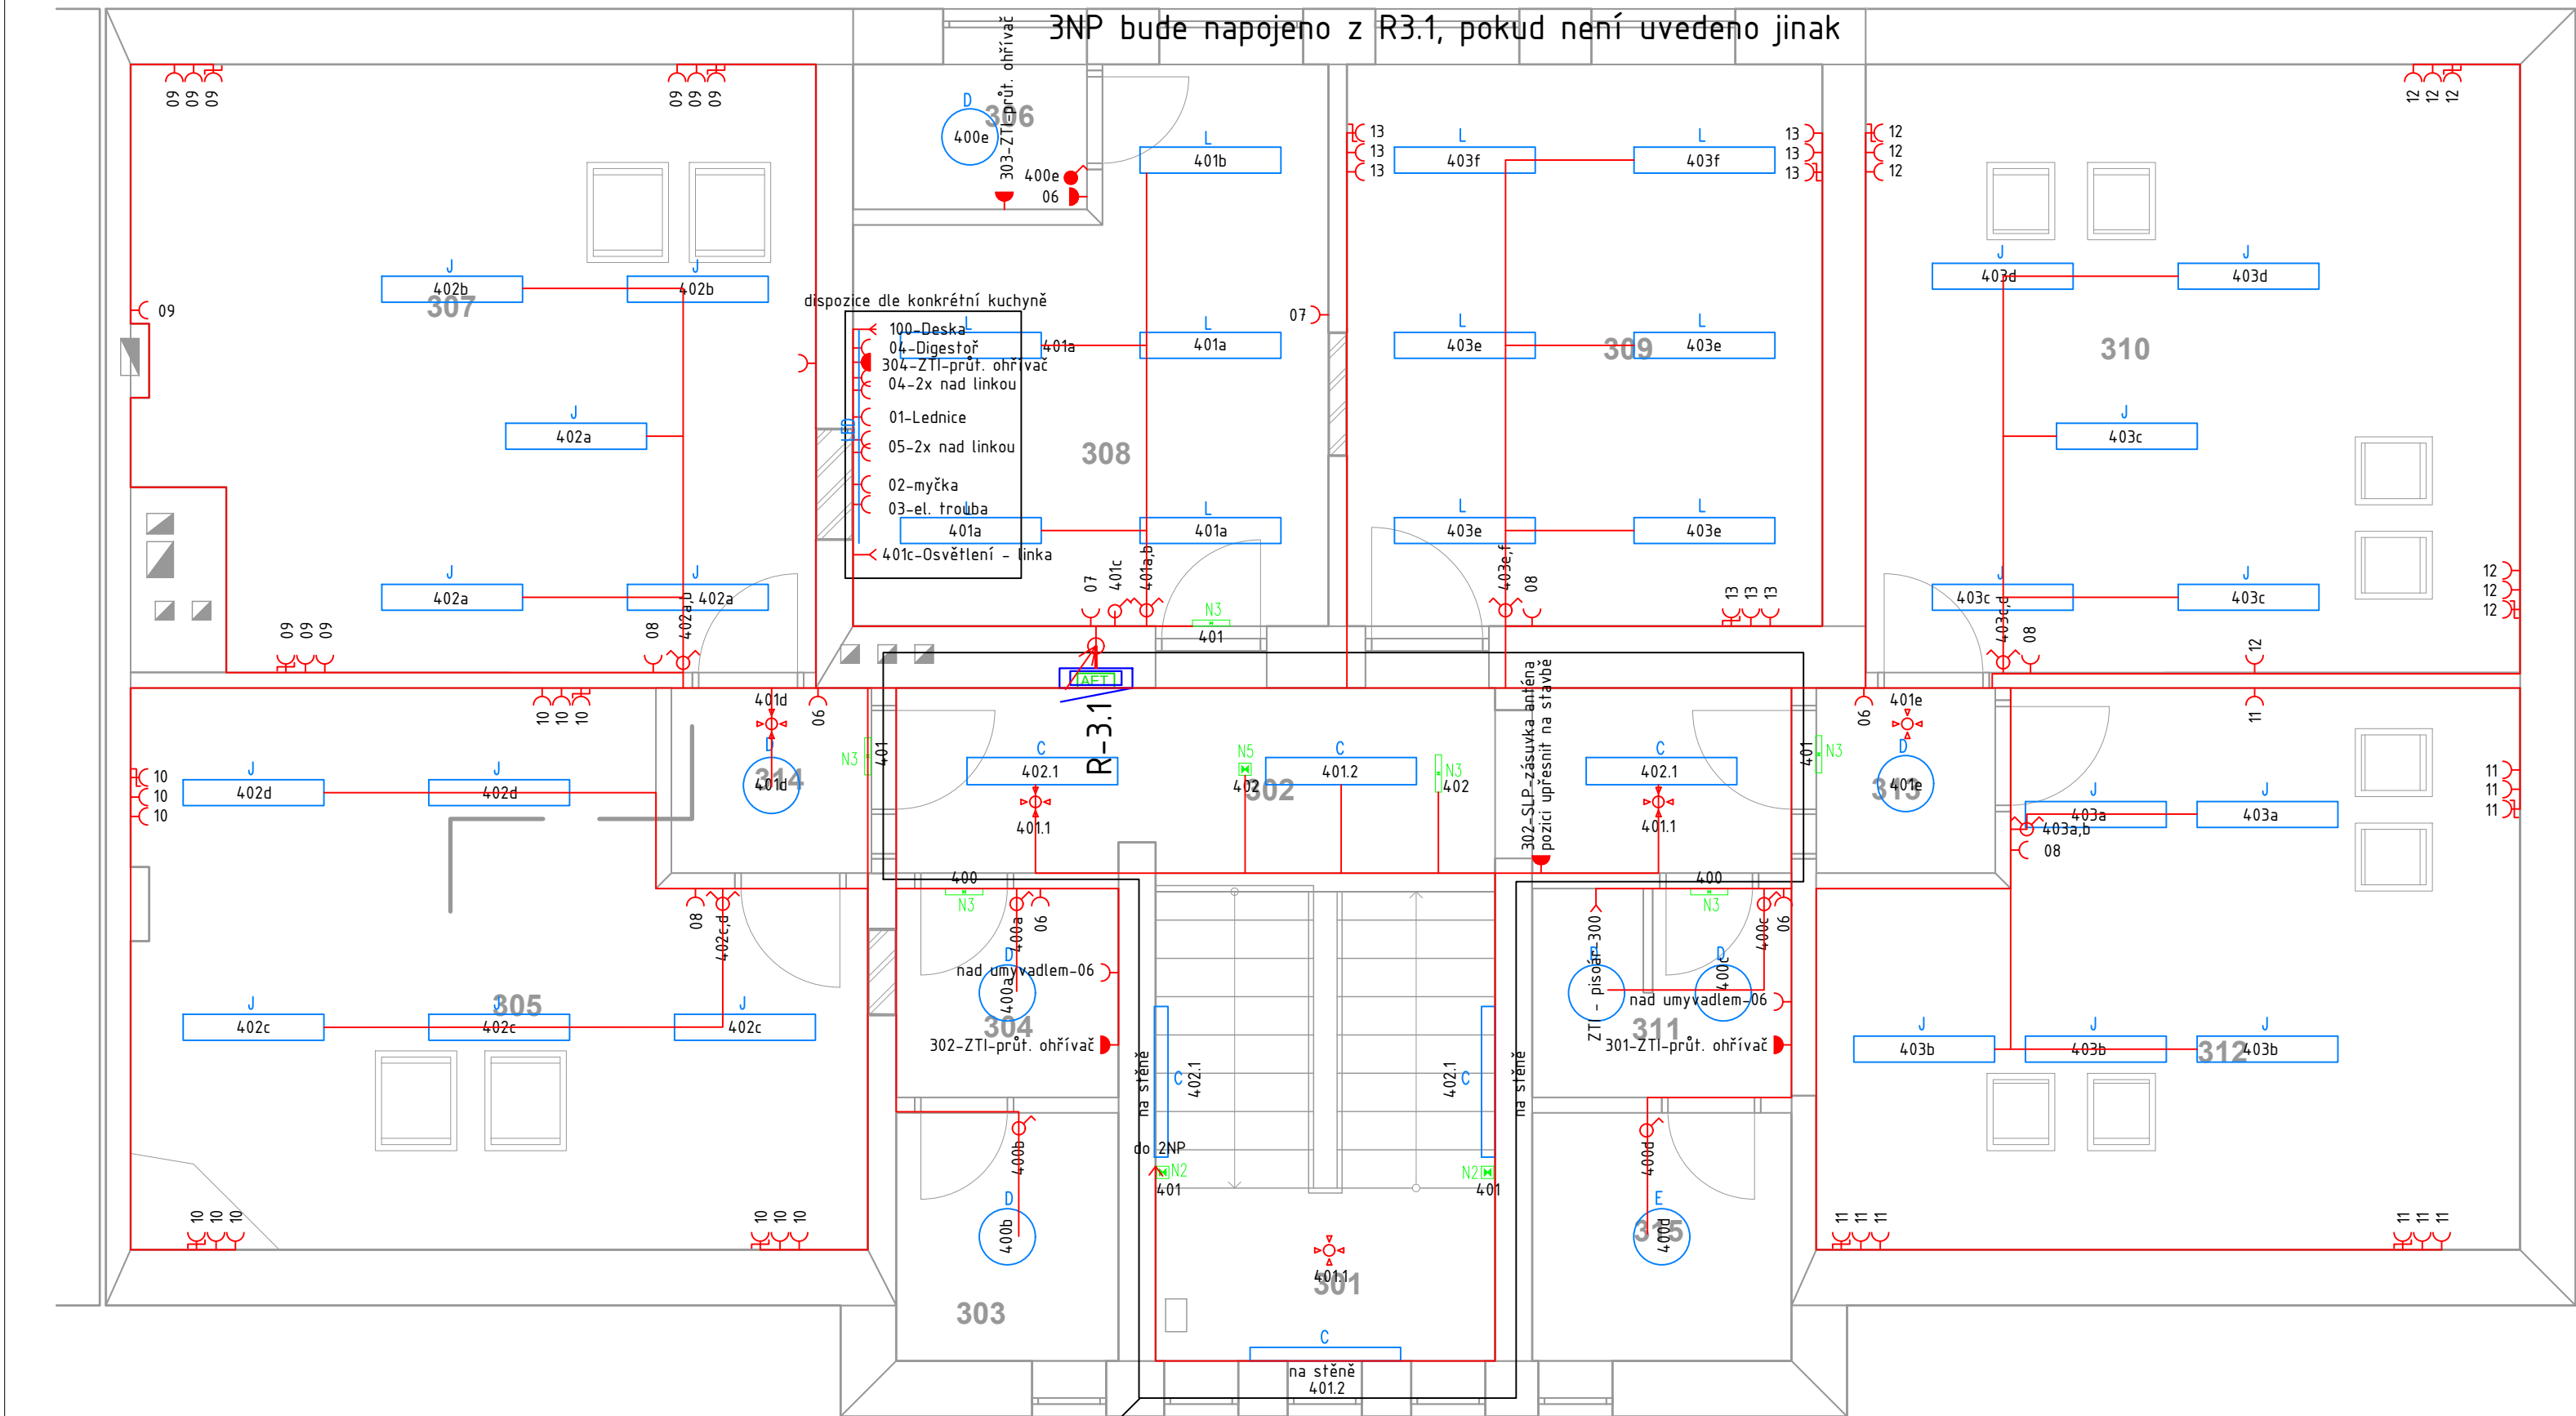 3NP bude napojeno z R3.1, pokud není uvedeno jinak
09
09
09
09
09
09
D
306
400e
303-ZTI-průt. ohřívač
400e
06
L
401b
13
13
13
L
403f
L
403f
13
13
13
12
12
12
12
12
12
J
402b
J
402b
307
09
dispozice dle konkrétní kuchyně
100-Deska
L
04-Digestoř
401a
304-ZTI-průt. ohřívač
04-2x nad linkou
01-Lednice
LED
05-2x nad linkou
02-myčka
03-el. trouba
L
401a
401c-Osvětlení - linka
L
401a
308
L
401a
07
L
403e
L
403e
309
L
403e
L
403e
J
403d
J
403d
310
J
403c
J
403c
J
403c
12
12
12
J
402a
J
402a
J
402a
402a,b
09
09
09
08
07
401c
401a,b
N3
401
403e,f
08
13
13
13
403c,d
08
12
AET
R-3.1
10
10
10
401d
06
D
314
401d
N3
401
C
402.1
401.1
N5
402
302
C
401.2
N3
402
302-SLP-zásuvka anténa
pozici upřesnit na stavbě
C
402.1
401.1
401
N3
06
401e
D
313
401e
11
11
11
11
10
10
10
J
402d
J
402d
J
403a
J
403a
403a,b
08
08
402c,d
400
N3
400a
06
D
400a
nad umyvadlem-06
304
302-ZTI-průt. ohřívač
400
N3
400c
06
ZTI - pisoár-300
D
D
400c
nad umyvadlem-06
311
301-ZTI-průt. ohřívač
305
J
402c
J
402c
J
402c
J
403b
J
403b
J
403b
312
na stěně
C
402.1
402.1
C
na stěně
do 2NP
N2
401
N2
401
400b
D
400b
303
400d
E
315
400d
401.1
301
C
na stěně
401.2
10
10
10
10
10
10
11
11
11
11
11
11